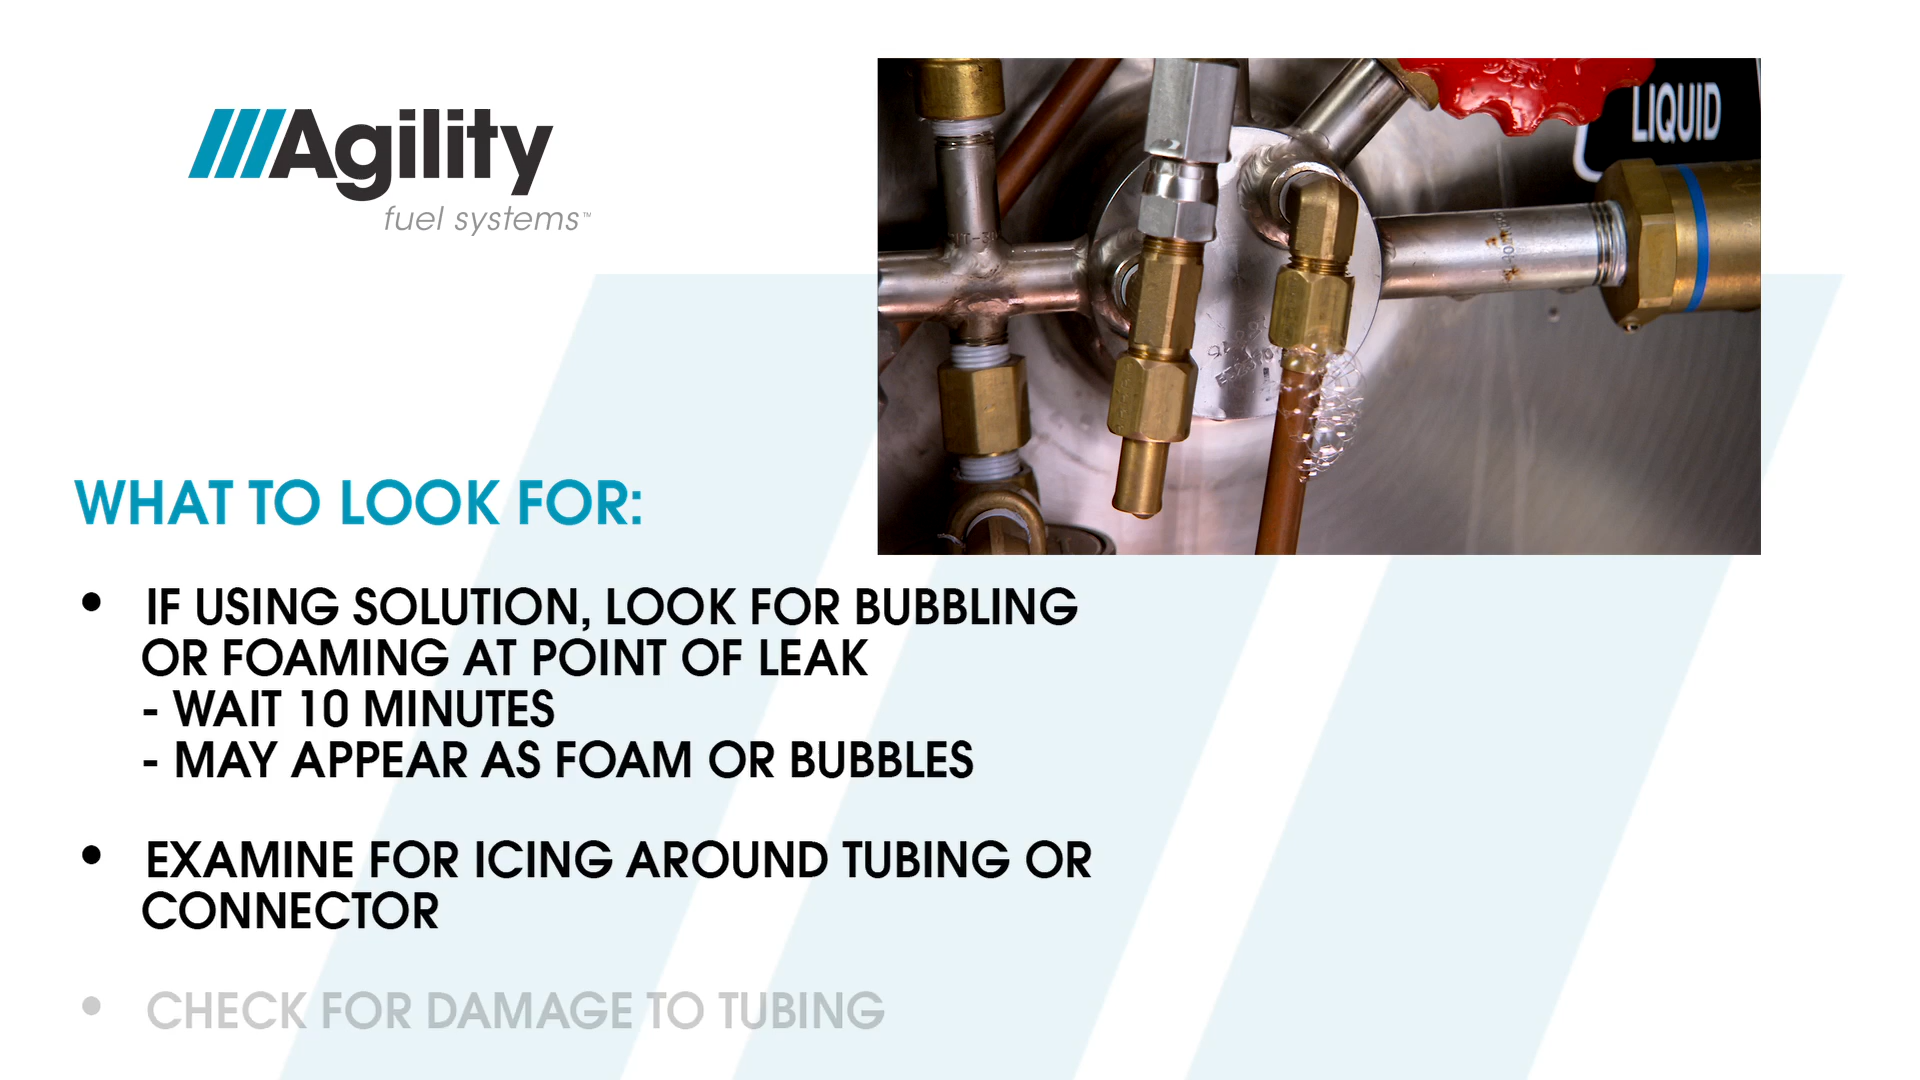 Agility
fuel systems™
LIQUID
WHAT TO LOOK FOR:
• IF USING SOLUTION, LOOK FOR BUBBLING
OR FOAMING AT POINT OF LEAK
- WAIT 10 MINUTES
- MAY APPEAR AS FOAM OR BUBBLES
• EXAMINE FOR ICING AROUND TUBING OR
CONNECTOR
• CHECK FOR DAMAGE TO TUBING